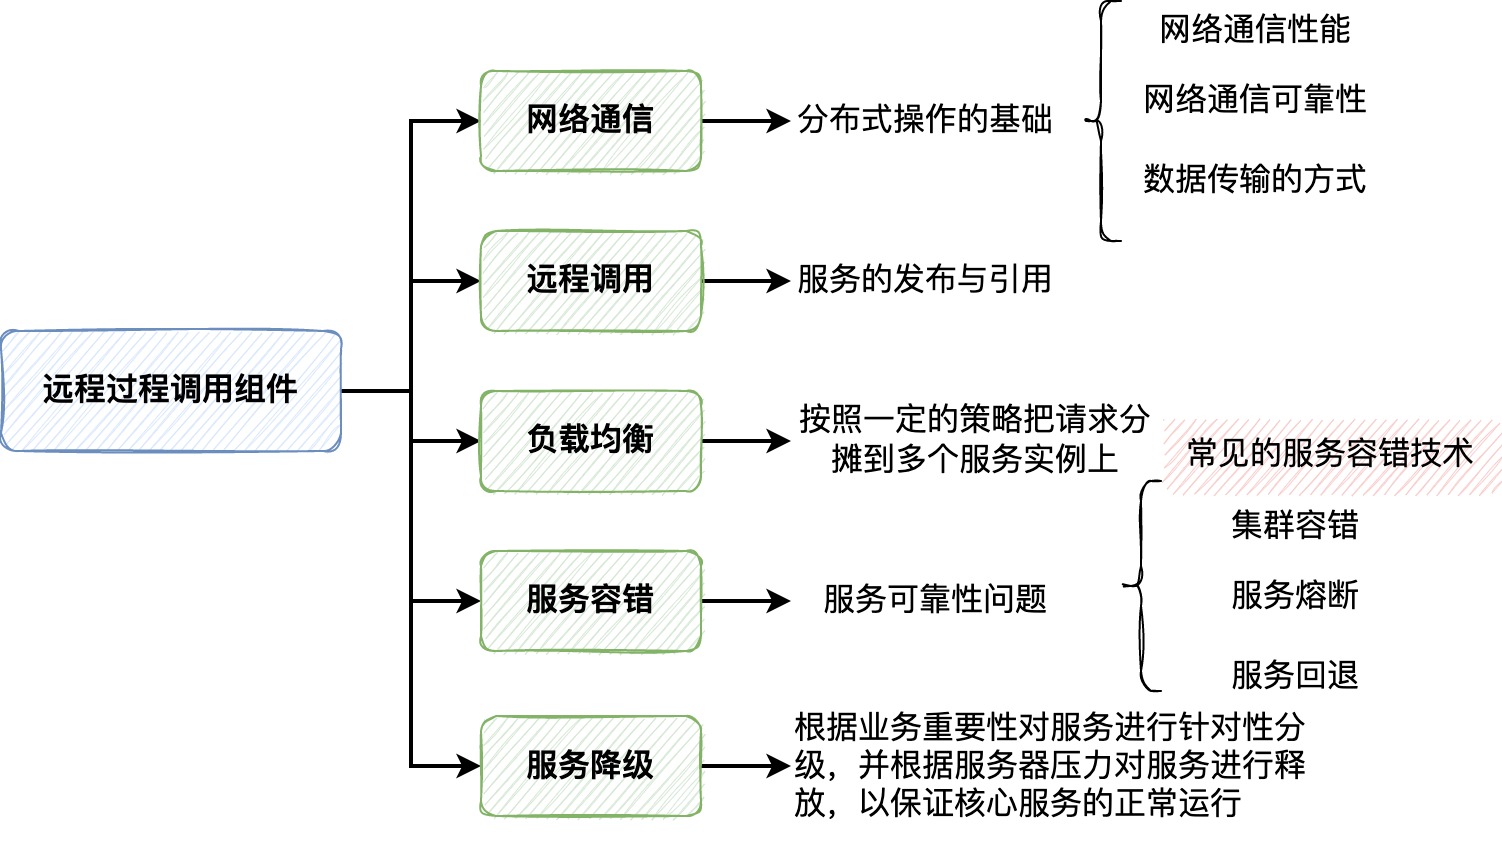 远程过程调用组件
网络通信
分布式操作的基础
网络通信性能
网络通信可靠性
数据传输的方式
远程调用
服务的发布与引用
负载均衡
按照一定的策略把请求分
摊到多个服务实例上
服务容错
服务可靠性问题
常见的服务容错技术
集群容错
服务熔断
服务回退
服务降级
根据业务重要性对服务进行针对性分
级，并根据服务器压力对服务进行释
放，以保证核心服务的正常运行